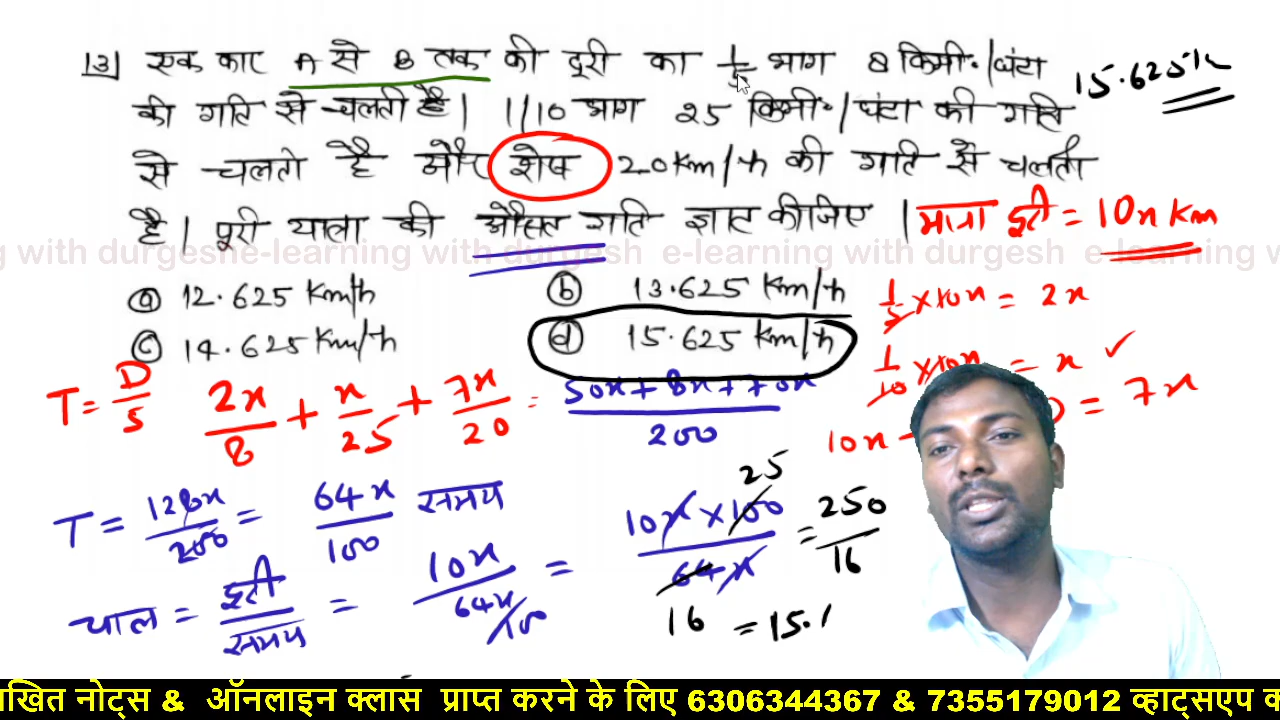 13) एक कार A से B तक की दूरी का 1/5 भाग 8 किमी./घंटा
की गति से चलती है। 1/10 भाग 25 किमी./घंटा की गति
से चलती है और शेष 20 Km/h की गति से चलती
है। पूरी यात्रा की औसत गति ज्ञात कीजिए।
15.625
माना दूरी = 10x Km
ng with durgesh e-learning with durgesh e-learning with durgesh e-learning w
(a) 12.625 Km/h (b) 13.625 Km/h
(c) 14.625 Km/h (d) 15.625 Km/h
1/5 × 10x = 2x
1/10 × 10x = x ✓
10x - = 7x
T = D/S 2x/8 + x/25 + 7x/20 = 50x + 8x + 70x/200
T = 128x/200 = 64x/100 समय
चाल = दूरी/समय = 10x/64x/100 = 10x × 100/64x = 250/16
25
16 = 15.1
लिखित नोट्स & ऑनलाइन क्लास प्राप्त करने के लिए 6306344367 & 7355179012 व्हाट्सएप क